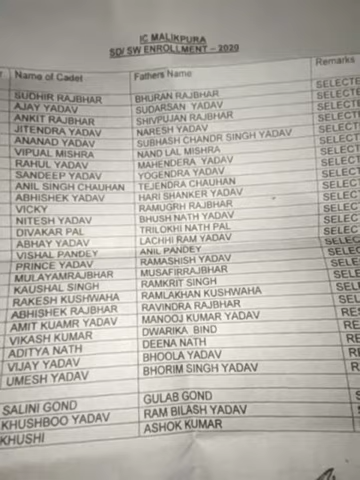 IC MALIKPURA
SD/ SW ENROLLMENT – 2020
Name of Cadet Fathers Name Remarks
SUDHIR RAJBHAR BHURAN RAJBHAR SELECTE
AJAY YADAV SUDARSAN YADAV SELECTE
ANKIT RAJBHAR SHIVPUJAN RAJBHAR SELECTE
JITENDRA YADAV NARESH YADAV SELECTE
ANANAD YADAV SUBHASH CHANDR SINGH YADAV SELECTE
VIPUAL MISHRA NAND LAL MISHRA SELECTE
RAHUL YADAV MAHENDERA YADAV SELECT
SANDEEP YADAV YOGENDRA YADAV SELECT
ANIL SINGH CHAUHAN TEJENDRA CHAUHAN SELECT
ABHISHEK YADAV HARI SHANKER YADAV SELECT
VICKY RAMUGRH RAJBHAR SELECT
NITESH YADAV BHUSH NATH YADAV SELECT
DIVAKAR PAL TRILOKHI NATH PAL SELECT
ABHAY YADAV LACHHI RAM YADAV SELEC
VISHAL PANDEY ANIL PANDEY SELEC
PRINCE YADAV RAMASHISH YADAV SELE
MULAYAMRAJBHAR MUSAFIRRAJBHAR SELE
KAUSHAL SINGH RAMKRIT SINGH SELE
RAKESH KUSHWAHA RAMLAKHAN KUSHWAHA SELE
ABHISHEK RAJBHAR RAVINDRA RAJBHAR SELE
AMIT KUAMR YADAV MANOOJ KUMAR YADAV RES
VIKASH KUMAR DWARIKA BIND RE
ADITYA NATH DEENA NATH RE
VIJAY YADAV BHOOLA YADAV RE
UMESH YADAV BHORIM SINGH YADAV R
SALINI GOND GULAB GOND
KHUSHBOO YADAV RAM BILASH YADAV
KHUSHI ASHOK KUMAR